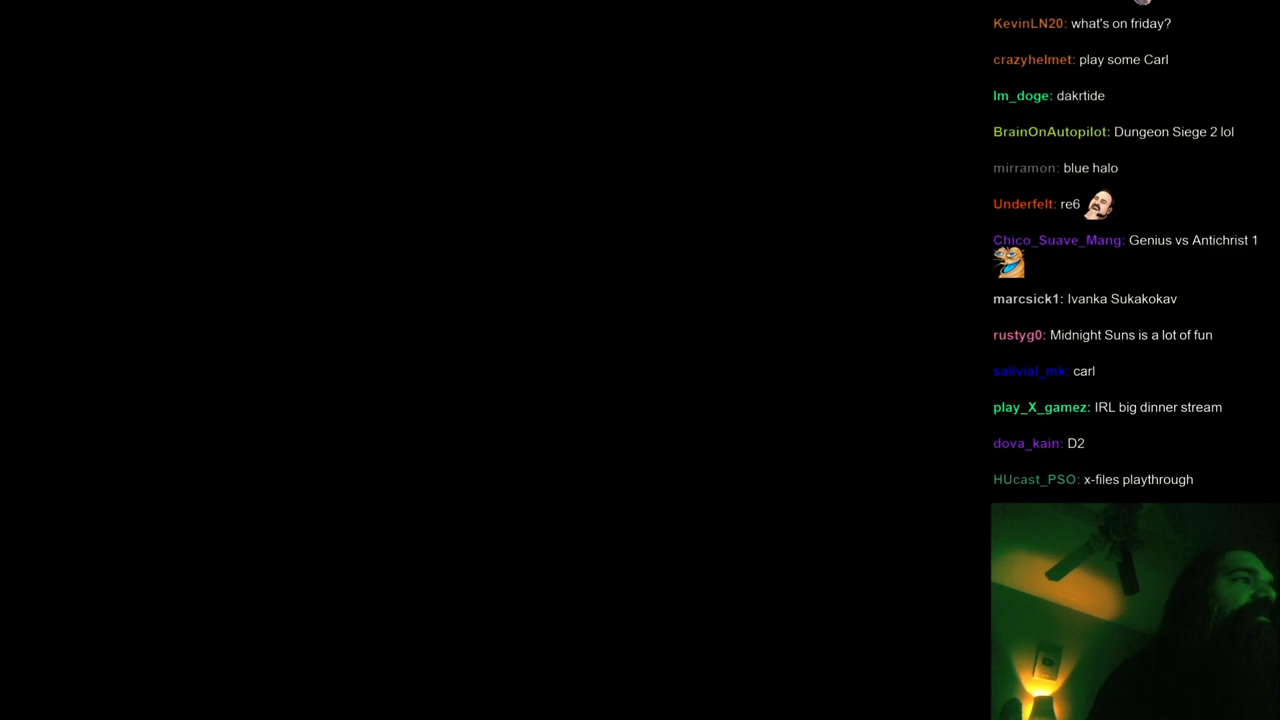 KevinLN20: what's on friday?
crazyhelmet: play some Carl
Im_doge: dakrtide
BrainOnAutopilot: Dungeon Siege 2 lol
mirramon: blue halo
Underfelt: re6
Chico_Suave_Mang: Genius vs Antichrist 1
marcsick1: Ivanka Sukakokav
rustyg0: Midnight Suns is a lot of fun
salivial_mk: carl
play_X_gamez: IRL big dinner stream
dova_kain: D2
HUcast_PSO: x-files playthrough